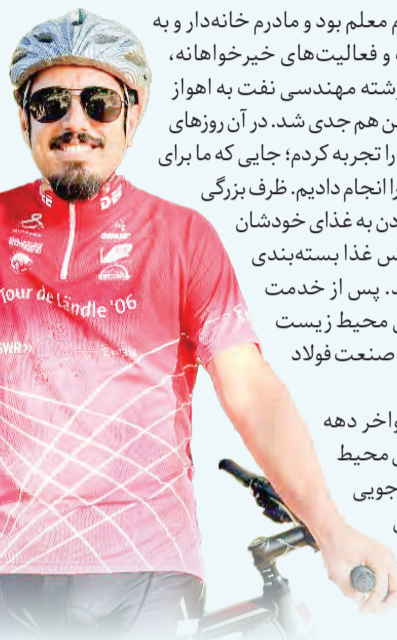 م معلم بود و مادرم خانه‌دار و به
و فعالیت‌های خیرخواهانه،
شته مهندسی نفت به اهواز
ن هم جدی شد. در آن روزهای
را تجربه کردم؛ جایی که ما برای
را انجام دادیم. ظرف بزرگی
دن به غذای خودشان
س غذا بسته‌بندی
د. پس از خدمت
محیط زیست
صنعت فولاد
واخر دهه
محیط
جویی
Tour de Ländle '06
SWR»